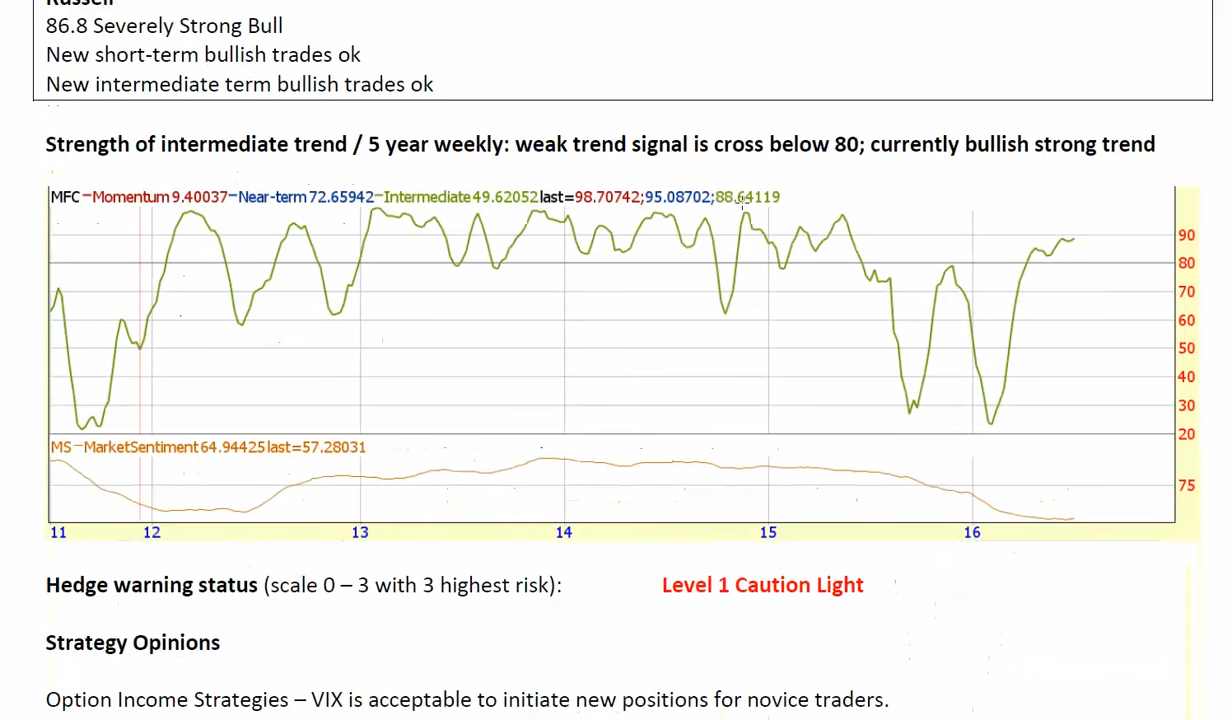 Russell
86.8 Severely Strong Bull
New short-term bullish trades ok
New intermediate term bullish trades ok
Strength of intermediate trend / 5 year weekly: weak trend signal is cross below 80; currently bullish strong trend
MFC−Momentum 9.40037−Near-term 72.65942−Intermediate 49.62052 last=98.70742;95.08702;88.64119
90
80
70
60
50
40
30
20
MS−MarketSentiment 64.94425 last=57.28031
75
11 12 13 14 15 16
Hedge warning status (scale 0 – 3 with 3 highest risk): Level 1 Caution Light
Strategy Opinions
Option Income Strategies – VIX is acceptable to initiate new positions for novice traders.